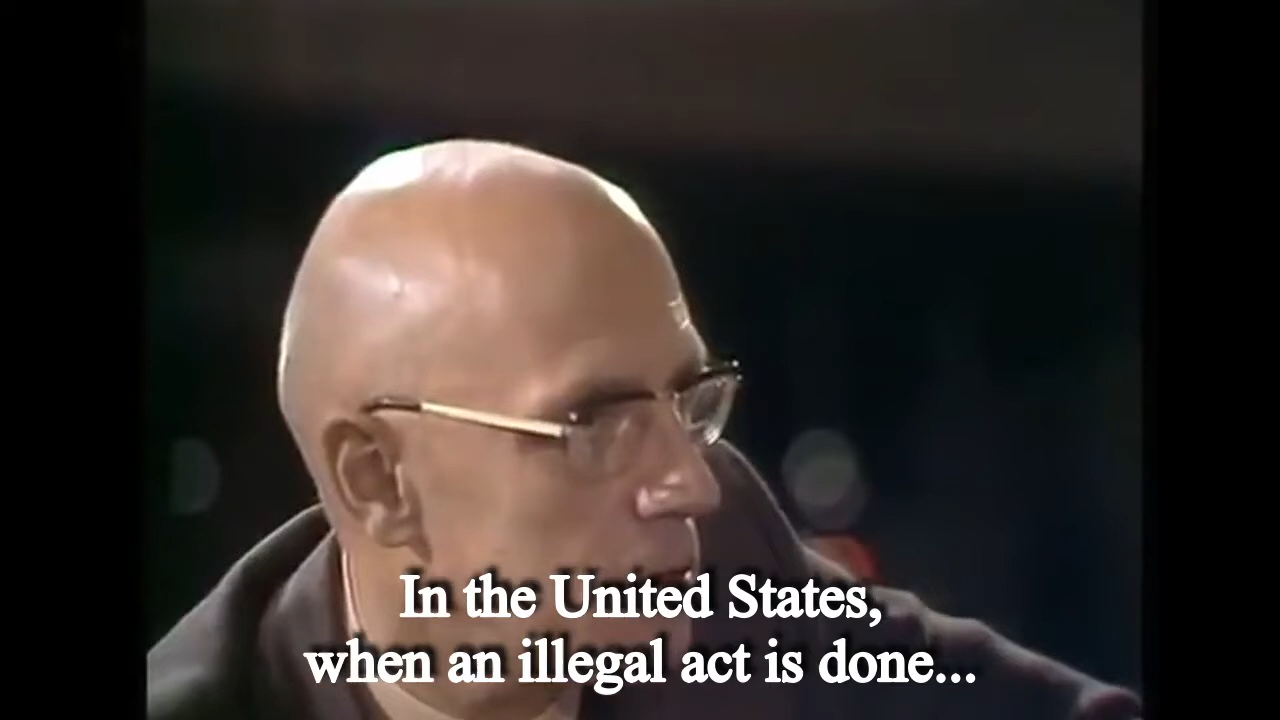 In the United States,
when an illegal act is done...